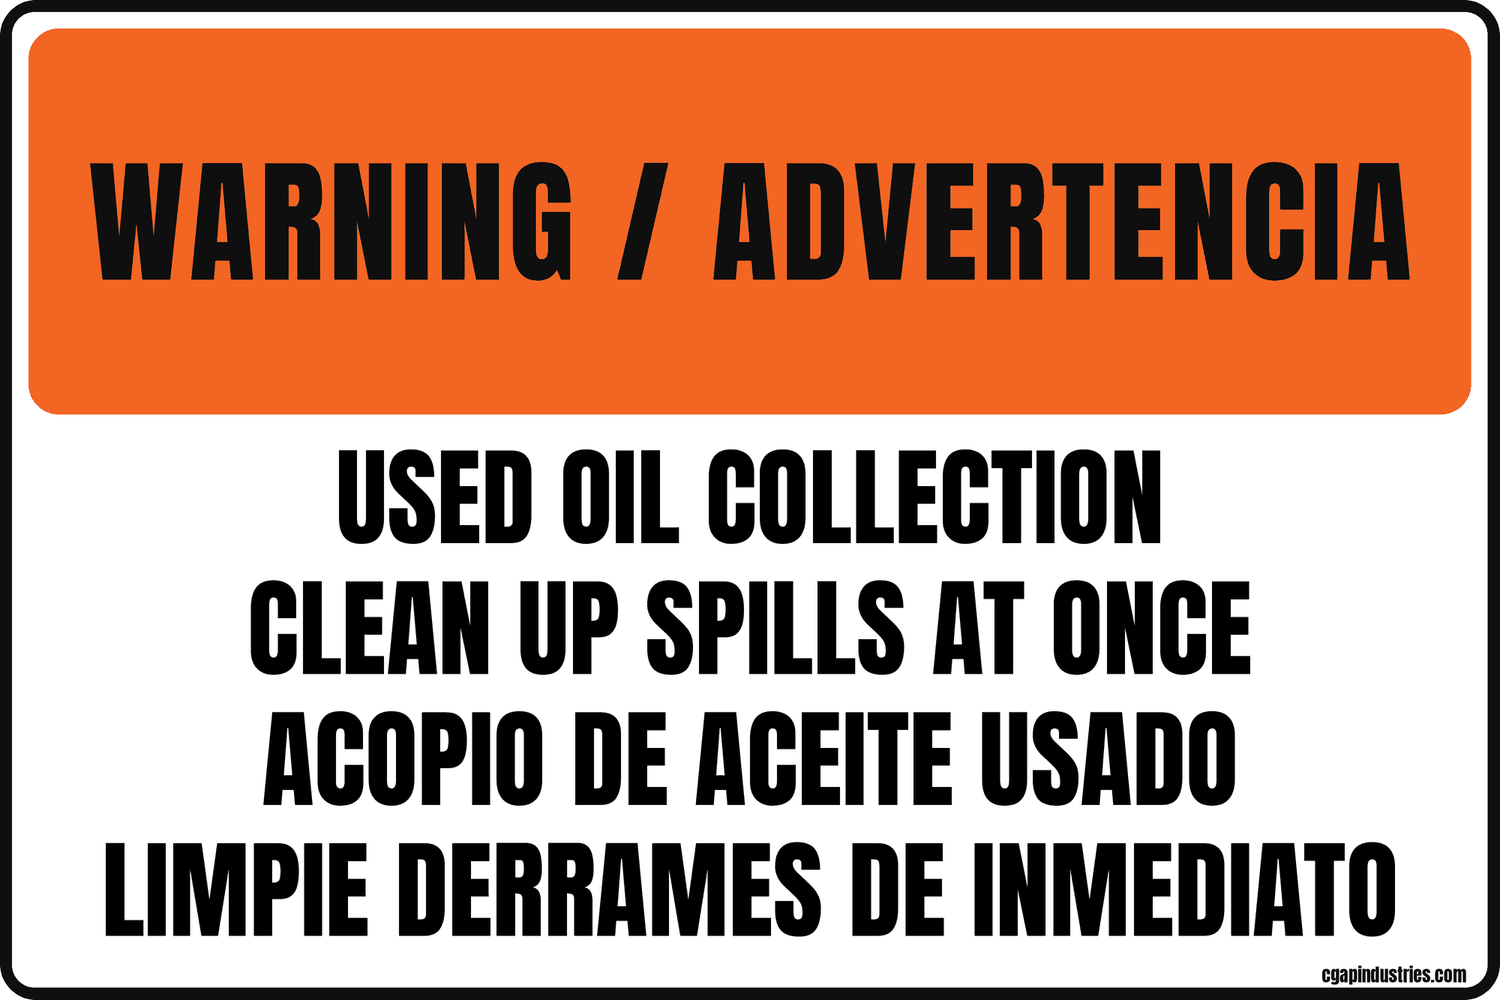 WARNING / ADVERTENCIA
USED OIL COLLECTION
CLEAN UP SPILLS AT ONCE
ACOPIO DE ACEITE USADO
LIMPIE DERRAMES DE INMEDIATO
cgapindustries.com